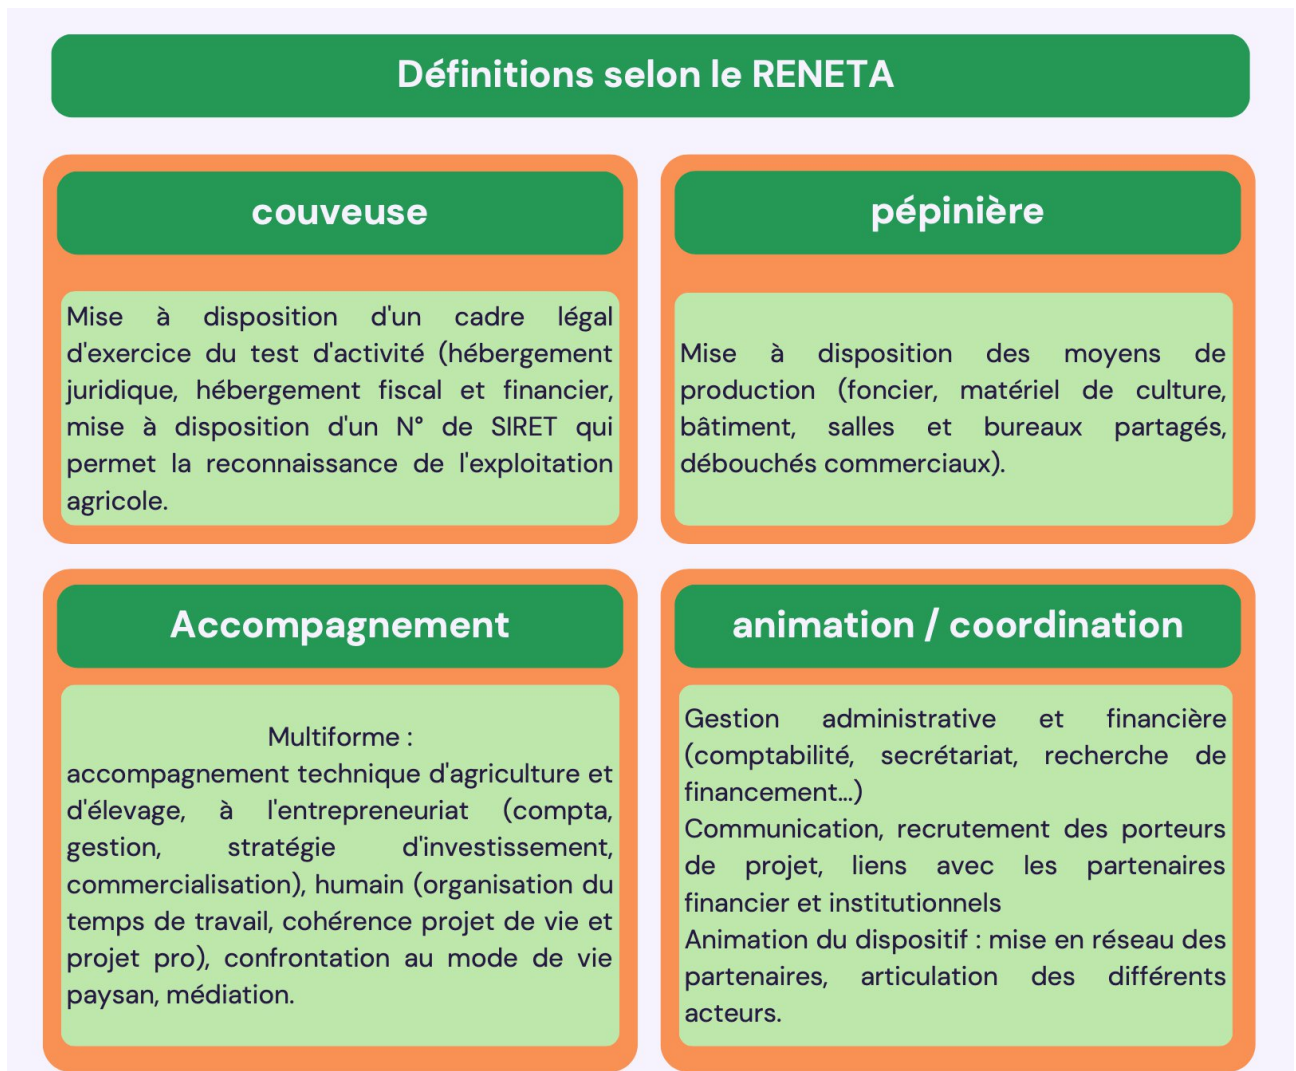 Définitions selon le RENETA
couveuse
Mise à disposition d'un cadre légal
d'exercice du test d'activité (hébergement
juridique, hébergement fiscal et financier,
mise à disposition d'un N° de SIRET qui
permet la reconnaissance de l'exploitation
agricole.
pépinière
Mise à disposition des moyens de
production (foncier, matériel de culture,
bâtiment, salles et bureaux partagés,
débouchés commerciaux).
Accompagnement
Multiforme :
accompagnement technique d'agriculture et
d'élevage, à l'entrepreneuriat (compta,
gestion, stratégie d'investissement,
commercialisation), humain (organisation du
temps de travail, cohérence projet de vie et
projet pro), confrontation au mode de vie
paysan, médiation.
animation / coordination
Gestion administrative et financière
(comptabilité, secrétariat, recherche de
financement...)
Communication, recrutement des porteurs
de projet, liens avec les partenaires
financier et institutionnels
Animation du dispositif : mise en réseau des
partenaires, articulation des différents
acteurs.